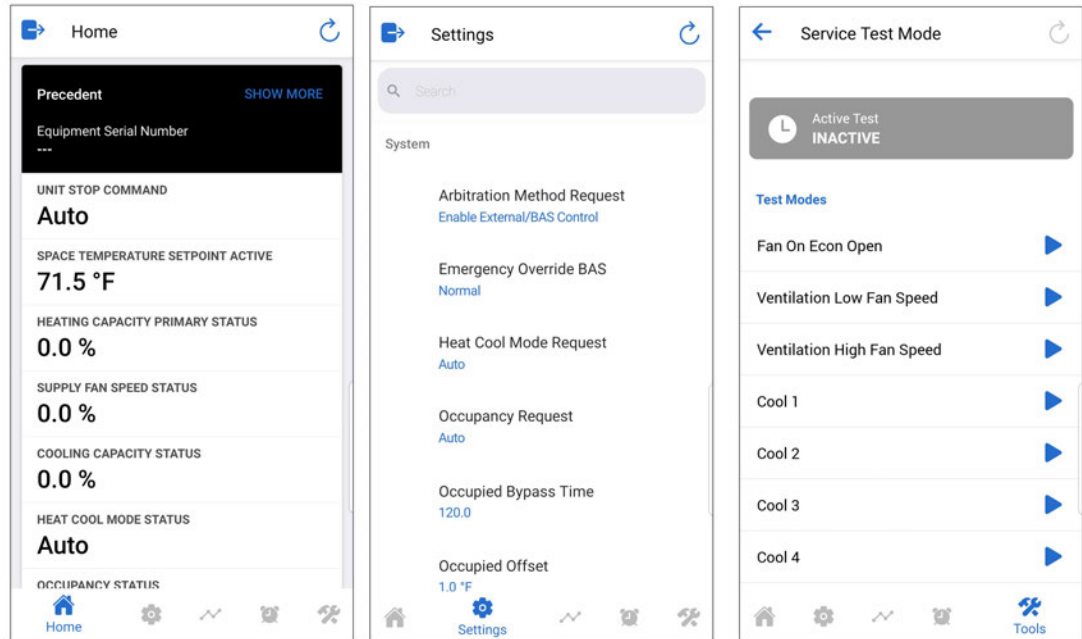 Home
Precedent SHOW MORE
Equipment Serial Number
---
UNIT STOP COMMAND
Auto
SPACE TEMPERATURE SETPOINT ACTIVE
71.5 °F
HEATING CAPACITY PRIMARY STATUS
0.0 %
SUPPLY FAN SPEED STATUS
0.0 %
COOLING CAPACITY STATUS
0.0 %
HEAT COOL MODE STATUS
Auto
OCCUPANCY STATUS
Home
Settings
Search
System
Arbitration Method Request
Enable External/BAS Control
Emergency Override BAS
Normal
Heat Cool Mode Request
Auto
Occupancy Request
Auto
Occupied Bypass Time
120.0
Occupied Offset
1.0 °F
Settings
Service Test Mode
Active Test
INACTIVE
Test Modes
Fan On Econ Open
Ventilation Low Fan Speed
Ventilation High Fan Speed
Cool 1
Cool 2
Cool 3
Cool 4
Tools